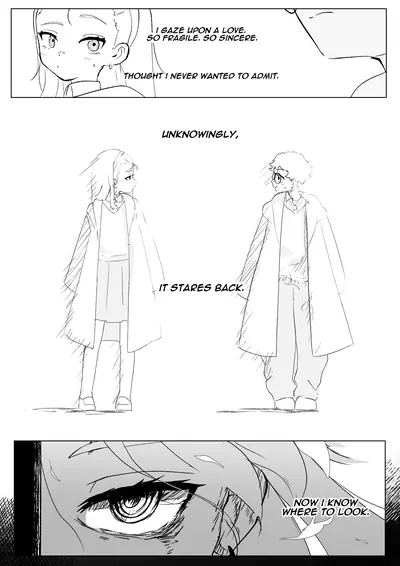 I GAZE UPON A LOVE.
SO FRAGILE. SO SINCERE.
THOUGHT I NEVER WANTED TO ADMIT.
UNKNOWINGLY,
IT STARES BACK.
NOW I KNOW
WHERE TO LOOK.